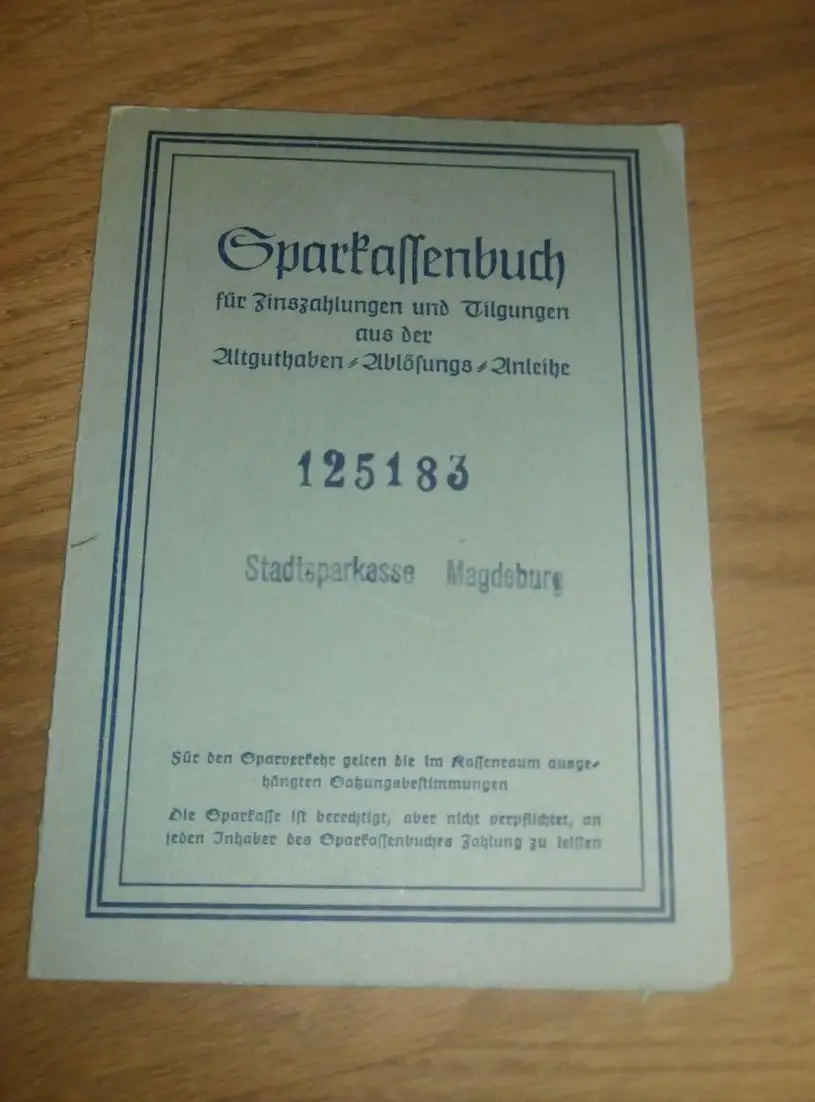 Sparkassenbuch
für Zinszahlungen und Tilgungen
aus der
Altguthaben-Ablösungs-Anleihe
125183
Stadtsparkasse Magdeburg
Für den Sparverkehr gelten die im Kassenraum ausge-
hängten Satzungsbestimmungen
Die Sparkasse ist berechtigt, aber nicht verpflichtet, an
jeden Inhaber des Sparkassenbuches Zahlung zu leisten